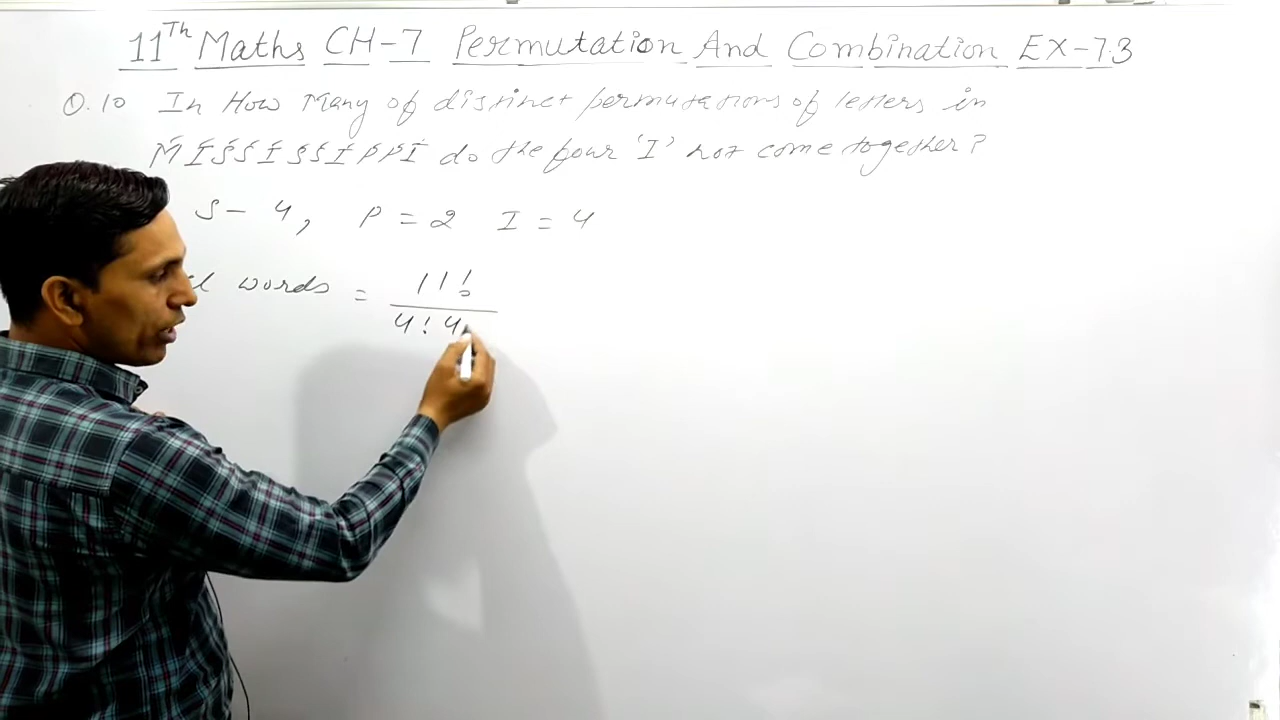 11Th Maths CH-7 Permutation And Combination EX-7.3
Q.10 In How Many of distinct permutations of letters in
MISSISSIPPI do the four 'I' not come together?
S- 4, P = 2 I = 4
words = 11!
4! 4